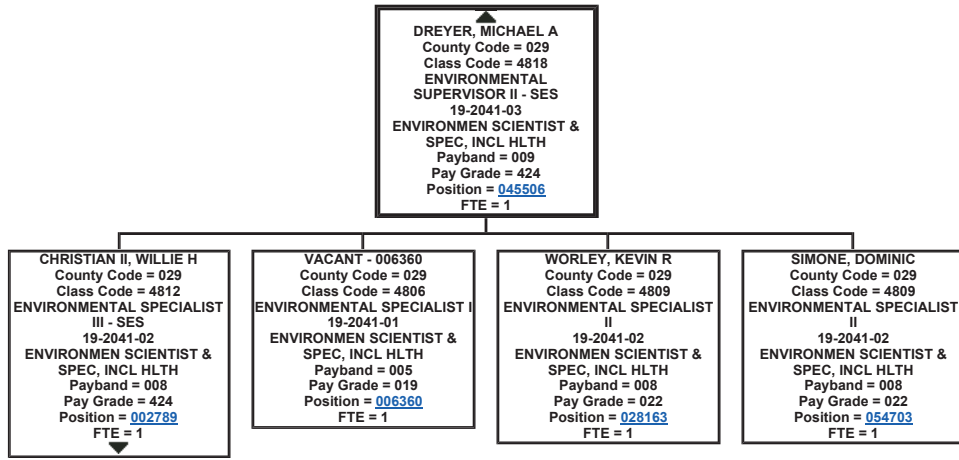 DREYER, MICHAEL A
County Code = 029
Class Code = 4818
ENVIRONMENTAL
SUPERVISOR II - SES
19-2041-03
ENVIRONMEN SCIENTIST &
SPEC, INCL HLTH
Payband = 009
Pay Grade = 424
Position = 045506
FTE = 1
CHRISTIAN II, WILLIE H
County Code = 029
Class Code = 4812
ENVIRONMENTAL SPECIALIST
III - SES
19-2041-02
ENVIRONMEN SCIENTIST &
SPEC, INCL HLTH
Payband = 008
Pay Grade = 424
Position = 002789
FTE = 1
VACANT - 006360
County Code = 029
Class Code = 4806
ENVIRONMENTAL SPECIALIST I
19-2041-01
ENVIRONMEN SCIENTIST &
SPEC, INCL HLTH
Payband = 005
Pay Grade = 019
Position = 006360
FTE = 1
WORLEY, KEVIN R
County Code = 029
Class Code = 4809
ENVIRONMENTAL SPECIALIST
II
19-2041-02
ENVIRONMEN SCIENTIST &
SPEC, INCL HLTH
Payband = 008
Pay Grade = 022
Position = 028163
FTE = 1
SIMONE, DOMINIC
County Code = 029
Class Code = 4809
ENVIRONMENTAL SPECIALIST
II
19-2041-02
ENVIRONMEN SCIENTIST &
SPEC, INCL HLTH
Payband = 008
Pay Grade = 022
Position = 054703
FTE = 1